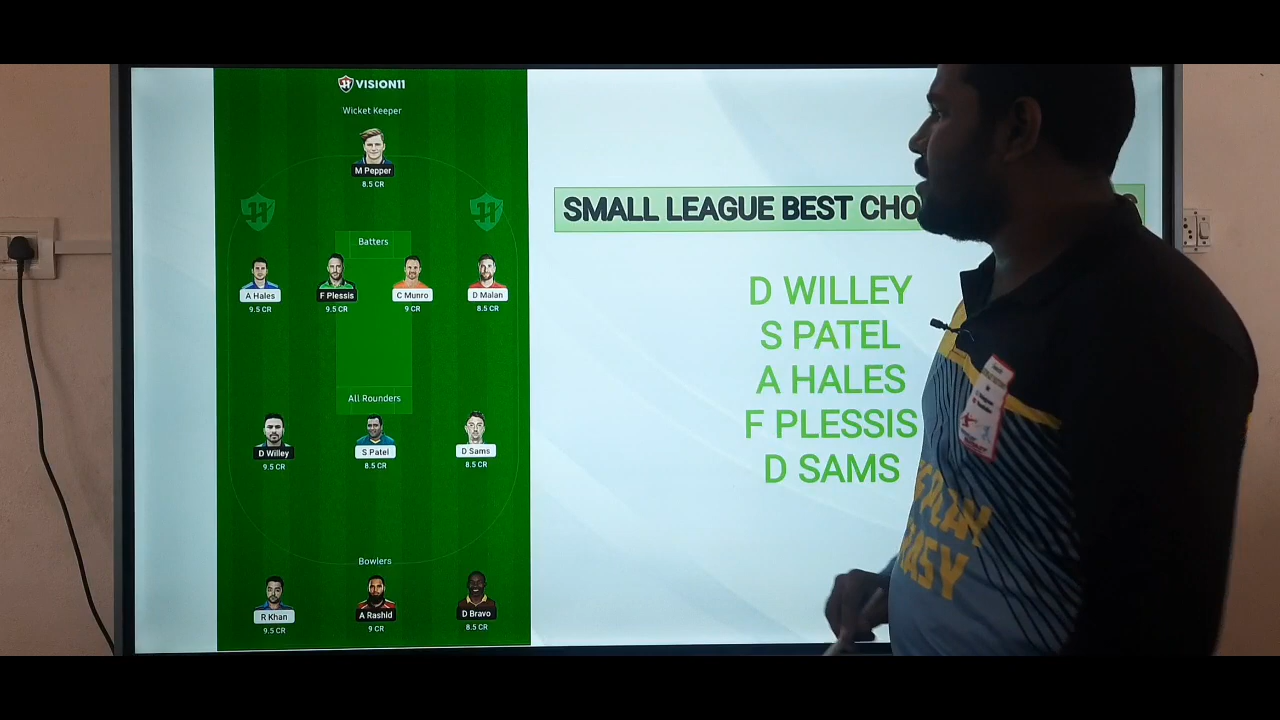 VISION11
Wicket Keeper
M Pepper
8.5 CR
Batters
A Hales
F Plessis
C Munro
D Malan
9.5 CR
9.5 CR
9 CR
8.5 CR
All Rounders
D Willey
S Patel
D Sams
9.5 CR
8.5 CR
8.5 CR
Bowlers
R Khan
A Rashid
D Bravo
9.5 CR
9 CR
8.5 CR
SMALL LEAGUE BEST
D WILLEY
S PATEL
A HALES
F PLESSIS
D SAMS